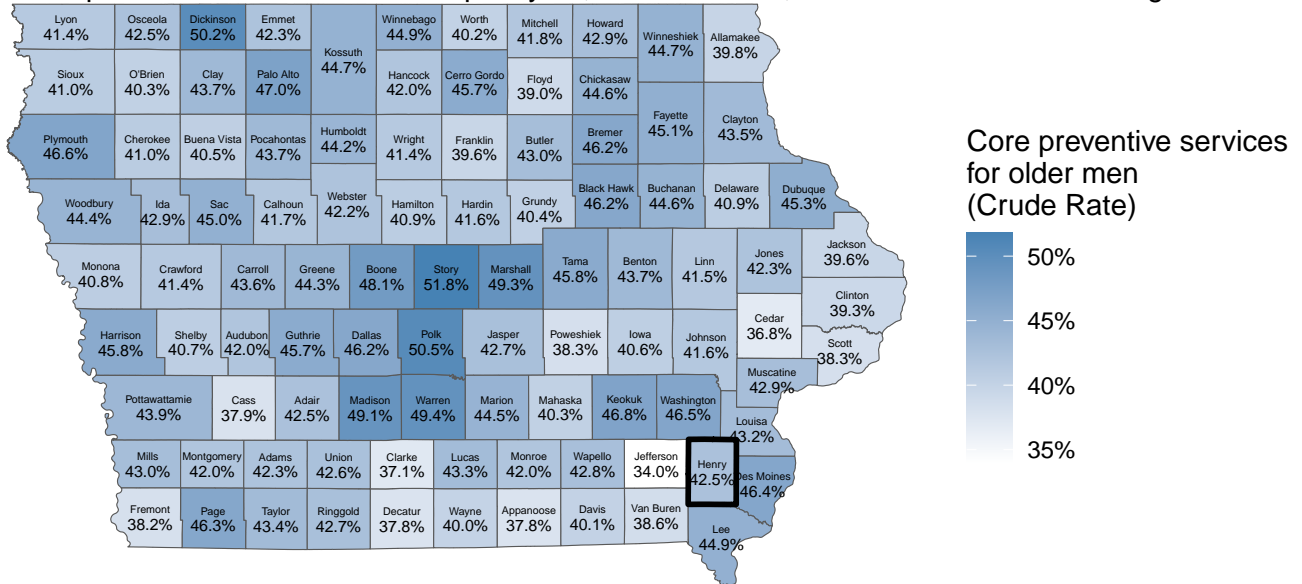 Lyon
41.4%
Osceola
42.5%
Dickinson
50.2%
Emmet
42.3%
Kossuth
44.7%
Winnebago
44.9%
Worth
40.2%
Mitchell
41.8%
Howard
42.9%
Winneshiek
44.7%
Allamakee
39.8%
Sioux
41.0%
O'Brien
40.3%
Clay
43.7%
Palo Alto
47.0%
Hancock
42.0%
Cerro Gordo
45.7%
Floyd
39.0%
Chickasaw
44.6%
Fayette
45.1%
Clayton
43.5%
Plymouth
46.6%
Cherokee
41.0%
Buena Vista
40.5%
Pocahontas
43.7%
Humboldt
44.2%
Wright
41.4%
Franklin
39.6%
Butler
43.0%
Bremer
46.2%
Woodbury
44.4%
Ida
42.9%
Sac
45.0%
Calhoun
41.7%
Webster
42.2%
Hamilton
40.9%
Hardin
41.6%
Grundy
40.4%
Black Hawk
46.2%
Buchanan
44.6%
Delaware
40.9%
Dubuque
45.3%
Monona
40.8%
Crawford
41.4%
Carroll
43.6%
Greene
44.3%
Boone
48.1%
Story
51.8%
Marshall
49.3%
Tama
45.8%
Benton
43.7%
Linn
41.5%
Jones
42.3%
Jackson
39.6%
Clinton
39.3%
Harrison
45.8%
Shelby
40.7%
Audubon
42.0%
Guthrie
45.7%
Dallas
46.2%
Polk
50.5%
Jasper
42.7%
Poweshiek
38.3%
Iowa
40.6%
Johnson
41.6%
Cedar
36.8%
Scott
38.3%
Muscatine
42.9%
Pottawattamie
43.9%
Cass
37.9%
Adair
42.5%
Madison
49.1%
Warren
49.4%
Marion
44.5%
Mahaska
40.3%
Keokuk
46.8%
Washington
46.5%
Louisa
43.2%
Mills
43.0%
Montgomery
42.0%
Adams
42.3%
Union
42.6%
Clarke
37.1%
Lucas
43.3%
Monroe
42.0%
Wapello
42.8%
Jefferson
34.0%
Henry
42.5%
Des Moines
46.4%
Fremont
38.2%
Page
46.3%
Taylor
43.4%
Ringgold
42.7%
Decatur
37.8%
Wayne
40.0%
Appanoose
37.8%
Davis
40.1%
Van Buren
38.6%
Lee
44.9%
Core preventive services
for older men
(Crude Rate)
50%
45%
40%
35%